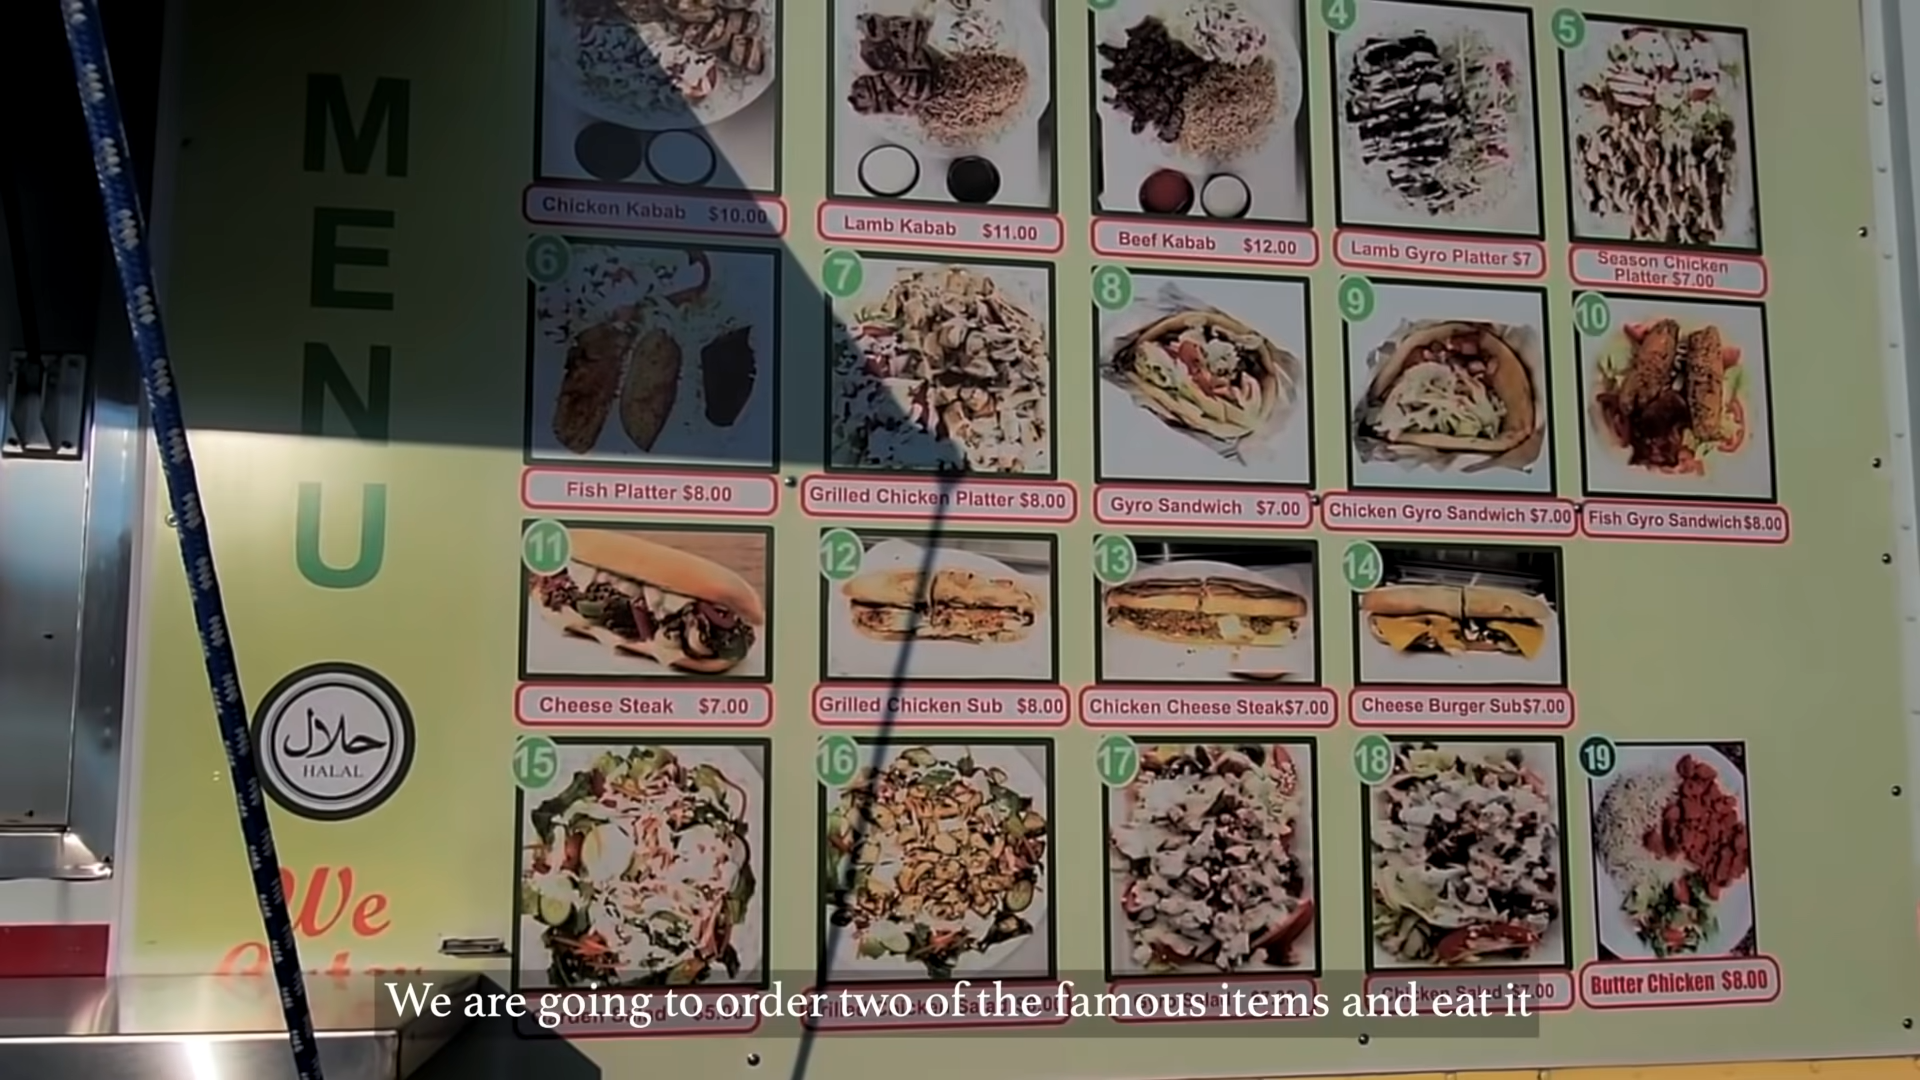 MENU
4
5
Chicken Kabab $10.00
Lamb Kabab $11.00
Beef Kabab $12.00
Lamb Gyro Platter $7
Season Chicken
Platter $7.00
6
7
8
9
10
Fish Platter $8.00
Grilled Chicken Platter $8.00
Gyro Sandwich $7.00
Chicken Gyro Sandwich $7.00
Fish Gyro Sandwich $8.00
11
12
13
14
Cheese Steak $7.00
Grilled Chicken Sub $8.00
Chicken Cheese Steak $7.00
Cheese Burger Sub $7.00
حلال
HALAL
15
16
17
18
19
We
Chicken Salad $7.00
Butter Chicken $8.00
We are going to order two of the famous items and eat it